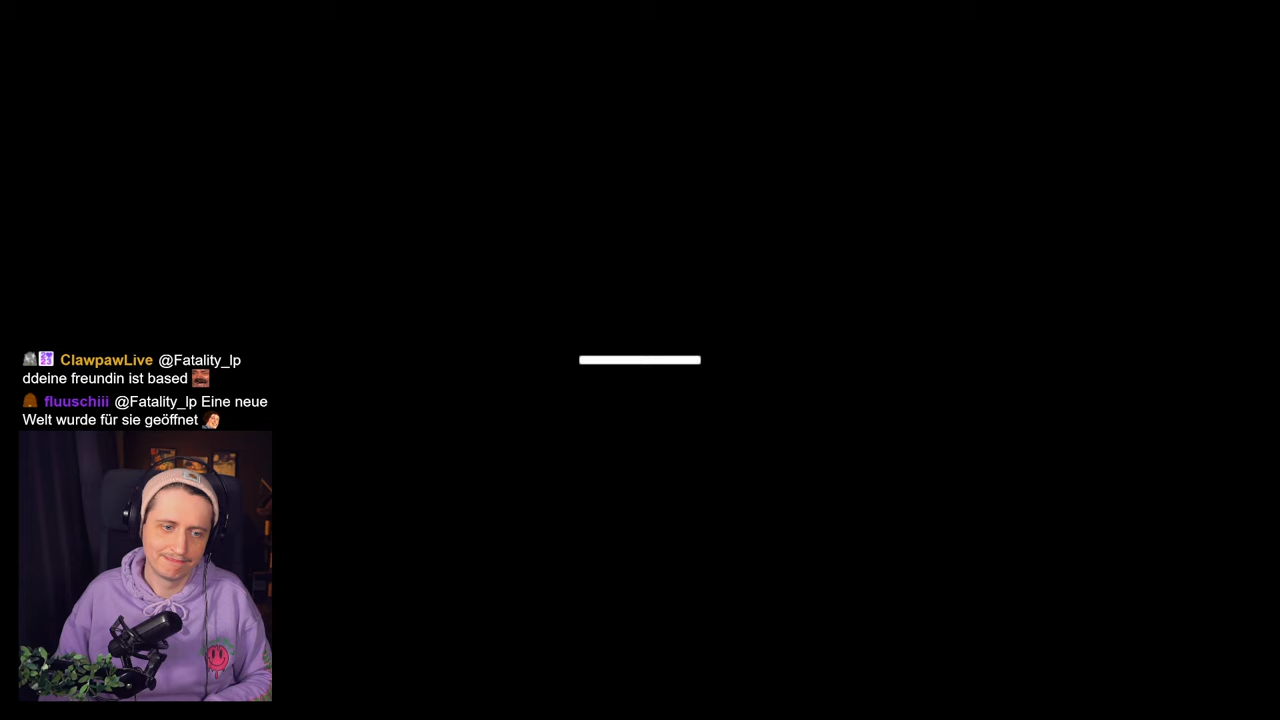 ClawpawLive @Fatality_lp
ddeine freundin ist based
fluuschiii @Fatality_lp Eine neue
Welt wurde für sie geöffnet